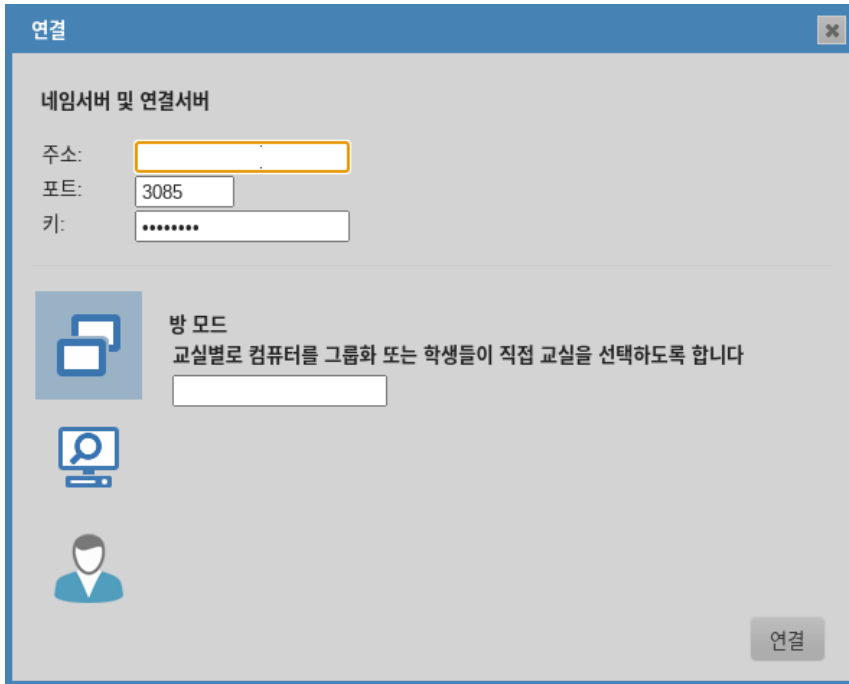 연결
네임서버 및 연결서버
주소:
포트: 3085
키: ••••••••
방 모드
교실별로 컴퓨터를 그룹화 또는 학생들이 직접 교실을 선택하도록 합니다
연결